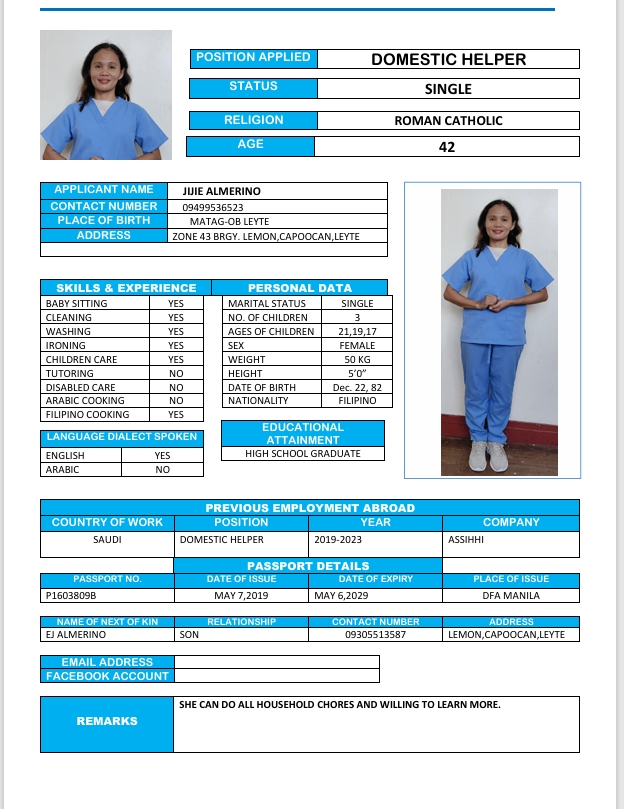 POSITION APPLIED DOMESTIC HELPER
STATUS SINGLE
RELIGION ROMAN CATHOLIC
AGE 42
APPLICANT NAME JIJIE ALMERINO
CONTACT NUMBER 09499536523
PLACE OF BIRTH MATAG-OB LEYTE
ADDRESS ZONE 43 BRGY. LEMON,CAPOOCAN,LEYTE
SKILLS & EXPERIENCE
BABY SITTING YES
CLEANING YES
WASHING YES
IRONING YES
CHILDREN CARE YES
TUTORING NO
DISABLED CARE NO
ARABIC COOKING NO
FILIPINO COOKING YES
LANGUAGE DIALECT SPOKEN
ENGLISH YES
ARABIC NO
PERSONAL DATA
MARITAL STATUS SINGLE
NO. OF CHILDREN 3
AGES OF CHILDREN 21,19,17
SEX FEMALE
WEIGHT 50 KG
HEIGHT 5’0”
DATE OF BIRTH Dec. 22, 82
NATIONALITY FILIPINO
EDUCATIONAL
ATTAINMENT
HIGH SCHOOL GRADUATE
PREVIOUS EMPLOYMENT ABROAD
COUNTRY OF WORK POSITION YEAR COMPANY
SAUDI DOMESTIC HELPER 2019-2023 ASSIHHI
PASSPORT DETAILS
PASSPORT NO. DATE OF ISSUE DATE OF EXPIRY PLACE OF ISSUE
P1603809B MAY 7,2019 MAY 6,2029 DFA MANILA
NAME OF NEXT OF KIN RELATIONSHIP CONTACT NUMBER ADDRESS
EJ ALMERINO SON 09305513587 LEMON,CAPOOCAN,LEYTE
EMAIL ADDRESS
FACEBOOK ACCOUNT
REMARKS SHE CAN DO ALL HOUSEHOLD CHORES AND WILLING TO LEARN MORE.